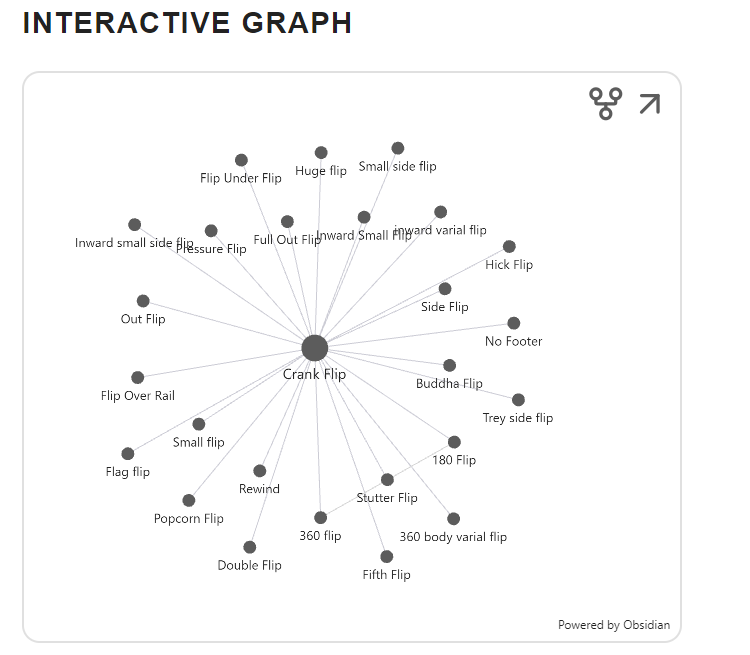 INTERACTIVE GRAPH
Flip Under Flip
Huge flip
Small side flip
Inward small side flip
Pressure Flip
Full Out Flip
Inward Small Flip
inward varial flip
Hick Flip
Out Flip
Side Flip
No Footer
Crank Flip
Flip Over Rail
Buddha Flip
Trey side flip
Small flip
Flag flip
180 Flip
Rewind
Stutter Flip
Popcorn Flip
360 flip
360 body varial flip
Double Flip
Fifth Flip
Powered by Obsidian